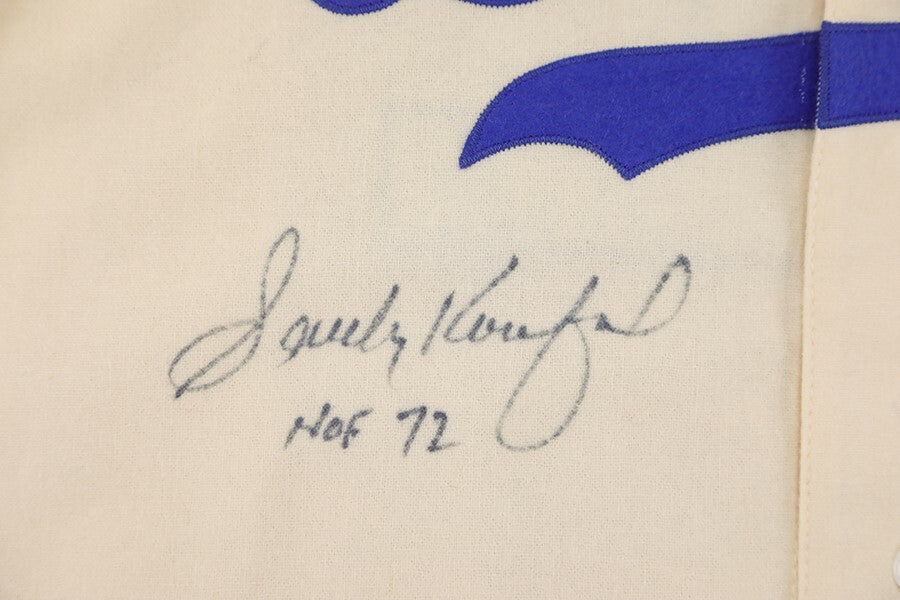 Sandy Koufax
HOF 72